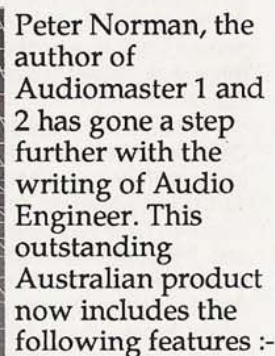 Peter Norman, the
author of
Audiomaster 1 and
2 has gone a step
further with the
writing of Audio
Engineer. This
outstanding
Australian product
now includes the
following features :-